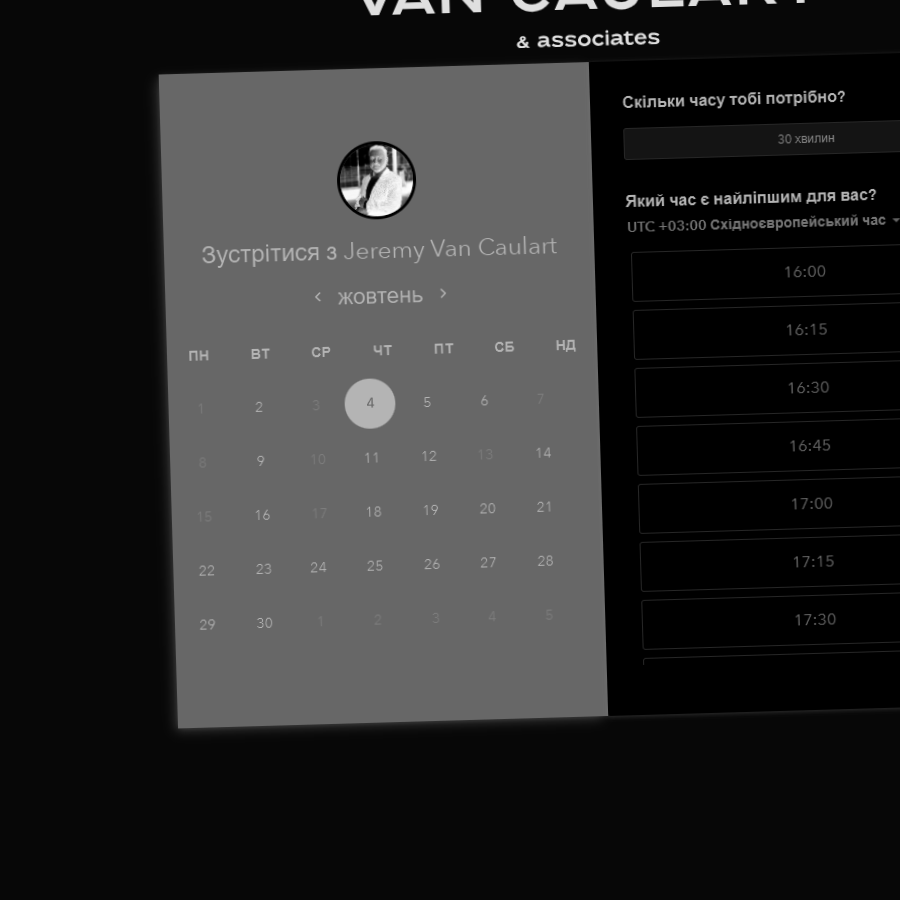 VAN CAULART
& associates
Зустрітися з Jeremy Van Caulart
жовтень
ПН ВТ СР ЧТ ПТ СБ НД
1 2 3 4 5 6 7
8 9 10 11 12 13 14
15 16 17 18 19 20 21
22 23 24 25 26 27 28
29 30 1 2 3 4 5
Скільки часу тобі потрібно?
30 хвилин
Який час є найліпшим для вас?
UTC +03:00 Східноєвропейський час
16:00
16:15
16:30
16:45
17:00
17:15
17:30